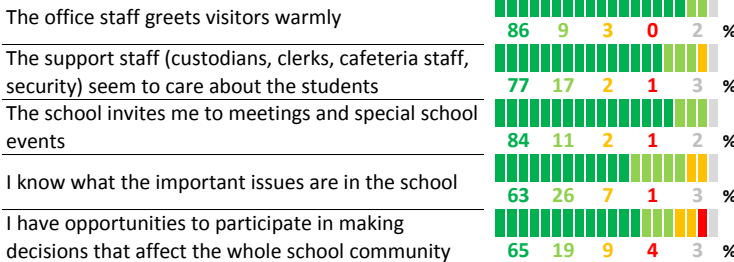 The office staff greets visitors warmly
86 9 3 0 2 %
The support staff (custodians, clerks, cafeteria staff,
security) seem to care about the students
77 17 2 1 3 %
The school invites me to meetings and special school
events
84 11 2 1 2 %
I know what the important issues are in the school
63 26 7 1 3 %
I have opportunities to participate in making
decisions that affect the whole school community
65 19 9 4 3 %